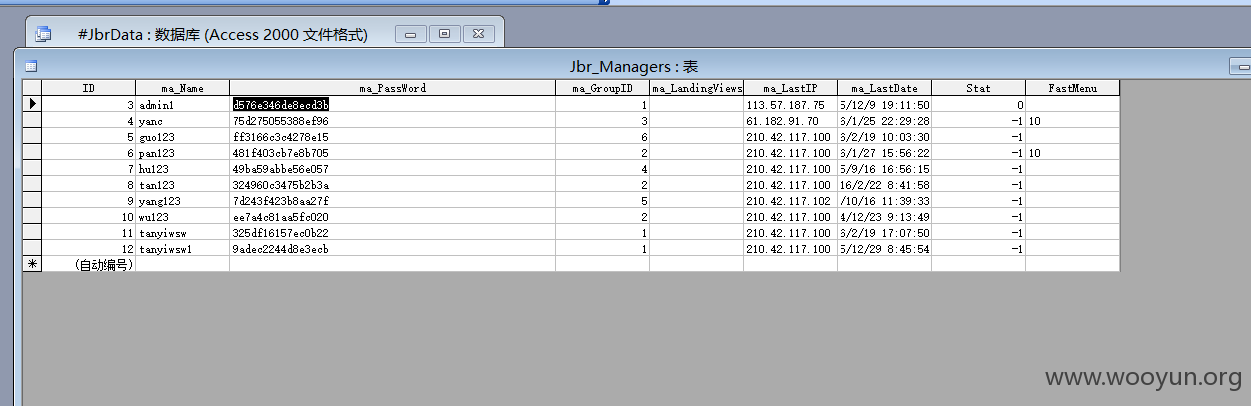 #JbrData : 数据库 (Access 2000 文件格式)
Jbr_Managers : 表
ID ma_Name ma_PassWord ma_GroupID ma_LandingViews ma_LastIP ma_LastDate Stat FastMenu
3 admin1 d576e346de8ecd3b 1 113.57.187.75 5/12/9 19:11:50 0
4 yanc 75d275055388ef96 3 61.182.91.70 6/1/25 22:29:28 -1 10
5 guo123 ff3166c3c4278e15 6 210.42.117.100 6/2/19 10:03:30 -1
6 pan123 481f403cb7e8b705 2 210.42.117.100 6/1/27 15:56:22 -1 10
7 hu123 49ba59abbe56e057 4 210.42.117.100 5/9/16 16:56:15 -1
8 tan123 324960c3475b2b3a 2 210.42.117.100 16/2/22 8:41:58 -1
9 yang123 7d243f423b8aa27f 5 210.42.117.102 /10/16 11:39:33 -1
10 wu123 ee7a4c81aa5fc020 2 210.42.117.100 4/12/23 9:13:49 -1
11 tanyiwsw 325df16157ec0b22 1 210.42.117.100 6/2/19 17:07:50 -1
12 tanyiwsw1 9adec2244d8e3ecb 1 210.42.117.100 5/12/29 8:45:54 -1
* (自动编号)
www.wooyun.org